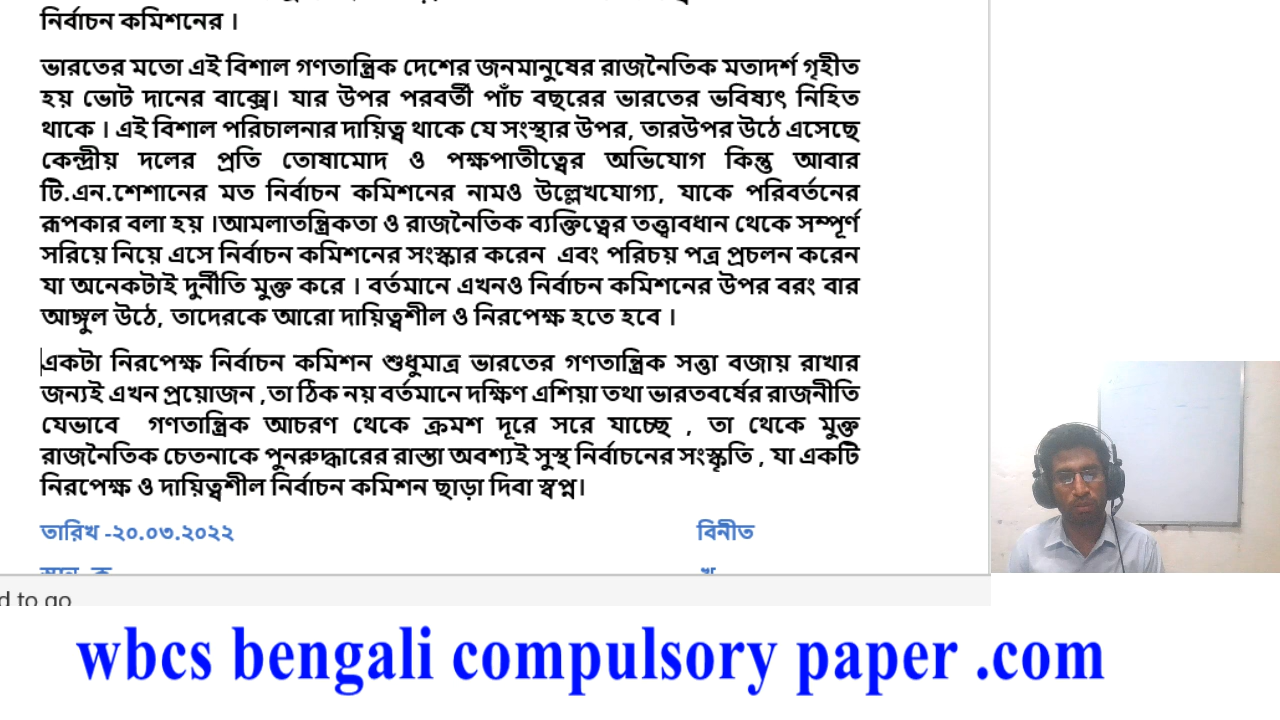 নির্বাচন কমিশনের ।
ভারতের মতো এই বিশাল গণতান্ত্রিক দেশের জনমানুষের রাজনৈতিক মতাদর্শ গৃহীত
হয় ভোট দানের বাক্সে। যার উপর পরবর্তী পাঁচ বছরের ভারতের ভবিষ্যৎ নিহিত
থাকে । এই বিশাল পরিচালনার দায়িত্ব থাকে যে সংস্থার উপর, তারউপর উঠে এসেছে
কেন্দ্রীয় দলের প্রতি তোষামোদ ও পক্ষপাতীত্বের অভিযোগ কিন্তু আবার
টি.এন.শেশানের মত নির্বাচন কমিশনের নামও উল্লেখযোগ্য, যাকে পরিবর্তনের
রূপকার বলা হয় ।আমলাতন্ত্রিকতা ও রাজনৈতিক ব্যক্তিত্বের তত্ত্বাবধান থেকে সম্পূর্ণ
সরিয়ে নিয়ে এসে নির্বাচন কমিশনের সংস্কার করেন এবং পরিচয় পত্র প্রচলন করেন
যা অনেকটাই দুর্নীতি মুক্ত করে । বর্তমানে এখনও নির্বাচন কমিশনের উপর বরং বার
আঙ্গুল উঠে, তাদেরকে আরো দায়িত্বশীল ও নিরপেক্ষ হতে হবে ।
একটা নিরপেক্ষ নির্বাচন কমিশন শুধুমাত্র ভারতের গণতান্ত্রিক সত্তা বজায় রাখার
জন্যই এখন প্রয়োজন ,তা ঠিক নয় বর্তমানে দক্ষিণ এশিয়া তথা ভারতবর্ষের রাজনীতি
যেভাবে গণতান্ত্রিক আচরণ থেকে ক্রমশ দূরে সরে যাচ্ছে , তা থেকে মুক্ত
রাজনৈতিক চেতনাকে পুনরুদ্ধারের রাস্তা অবশ্যই সুস্থ নির্বাচনের সংস্কৃতি , যা একটি
নিরপেক্ষ ও দায়িত্বশীল নির্বাচন কমিশন ছাড়া দিবা স্বপ্ন।
তারিখ -২০.০৩.২০২২ বিনীত
d to go
wbcs bengali compulsory paper .com